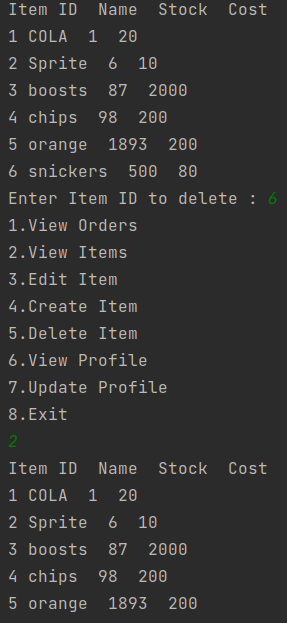 Item ID  Name  Stock  Cost
1 COLA  1  20
2 Sprite  6  10
3 boosts  87  2000
4 chips  98  200
5 orange  1893  200
6 snickers  500  80
Enter Item ID to delete : 6
1.View Orders
2.View Items
3.Edit Item
4.Create Item
5.Delete Item
6.View Profile
7.Update Profile
8.Exit
2
Item ID  Name  Stock  Cost
1 COLA  1  20
2 Sprite  6  10
3 boosts  87  2000
4 chips  98  200
5 orange  1893  200